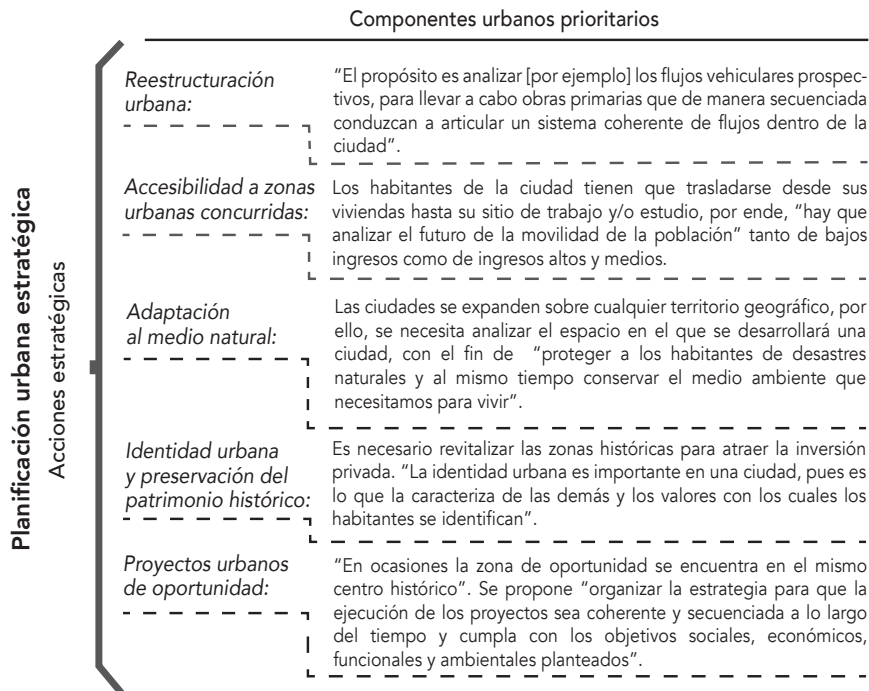 Componentes urbanos prioritarios
Planificación urbana estratégica
Acciones estratégicas
Reestructuración
urbana:
“El propósito es analizar [por ejemplo] los flujos vehiculares prospec-
tivos, para llevar a cabo obras primarias que de manera secuenciada
conduzcan a articular un sistema coherente de flujos dentro de la
ciudad”.
Accesibilidad a zonas
urbanas concurridas:
Los habitantes de la ciudad tienen que trasladarse desde sus
viviendas hasta su sitio de trabajo y/o estudio, por ende, “hay que
analizar el futuro de la movilidad de la población” tanto de bajos
ingresos como de ingresos altos y medios.
Adaptación
al medio natural:
Las ciudades se expanden sobre cualquier territorio geográfico, por
ello, se necesita analizar el espacio en el que se desarrollará una
ciudad, con el fin de “proteger a los habitantes de desastres
naturales y al mismo tiempo conservar el medio ambiente que
necesitamos para vivir”.
Identidad urbana
y preservación del
patrimonio histórico:
Es necesario revitalizar las zonas históricas para atraer la inversión
privada. “La identidad urbana es importante en una ciudad, pues es
lo que la caracteriza de las demás y los valores con los cuales los
habitantes se identifican”.
Proyectos urbanos
de oportunidad:
“En ocasiones la zona de oportunidad se encuentra en el mismo
centro histórico”. Se propone “organizar la estrategia para que la
ejecución de los proyectos sea coherente y secuenciada a lo largo
del tiempo y cumpla con los objetivos sociales, económicos,
funcionales y ambientales planteados”.